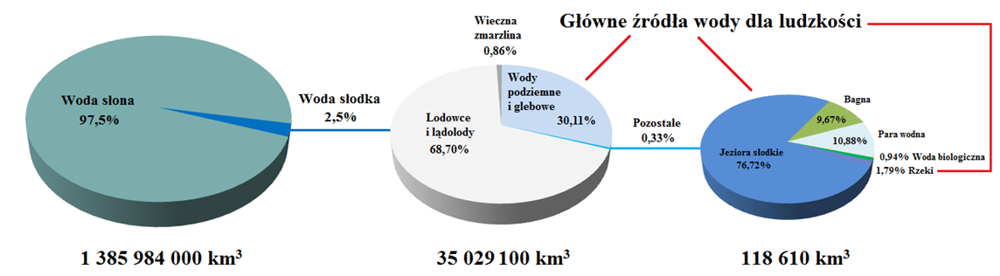 Główne źródła wody dla ludzkości
Woda słona
97,5%
Woda słodka
2,5%
Wieczna
zmarzlina
0,86%
Wody
podziemne
i glebowe
30,11%
Lodowce
i lądolody
68,70%
Pozostałe
0,33%
Bagna
9,67%
Para wodna
10,88%
Jeziora słodkie
76,72%
0,94% Woda biologiczna
1,79% Rzeki
1 385 984 000 km³
35 029 100 km³
118 610 km³